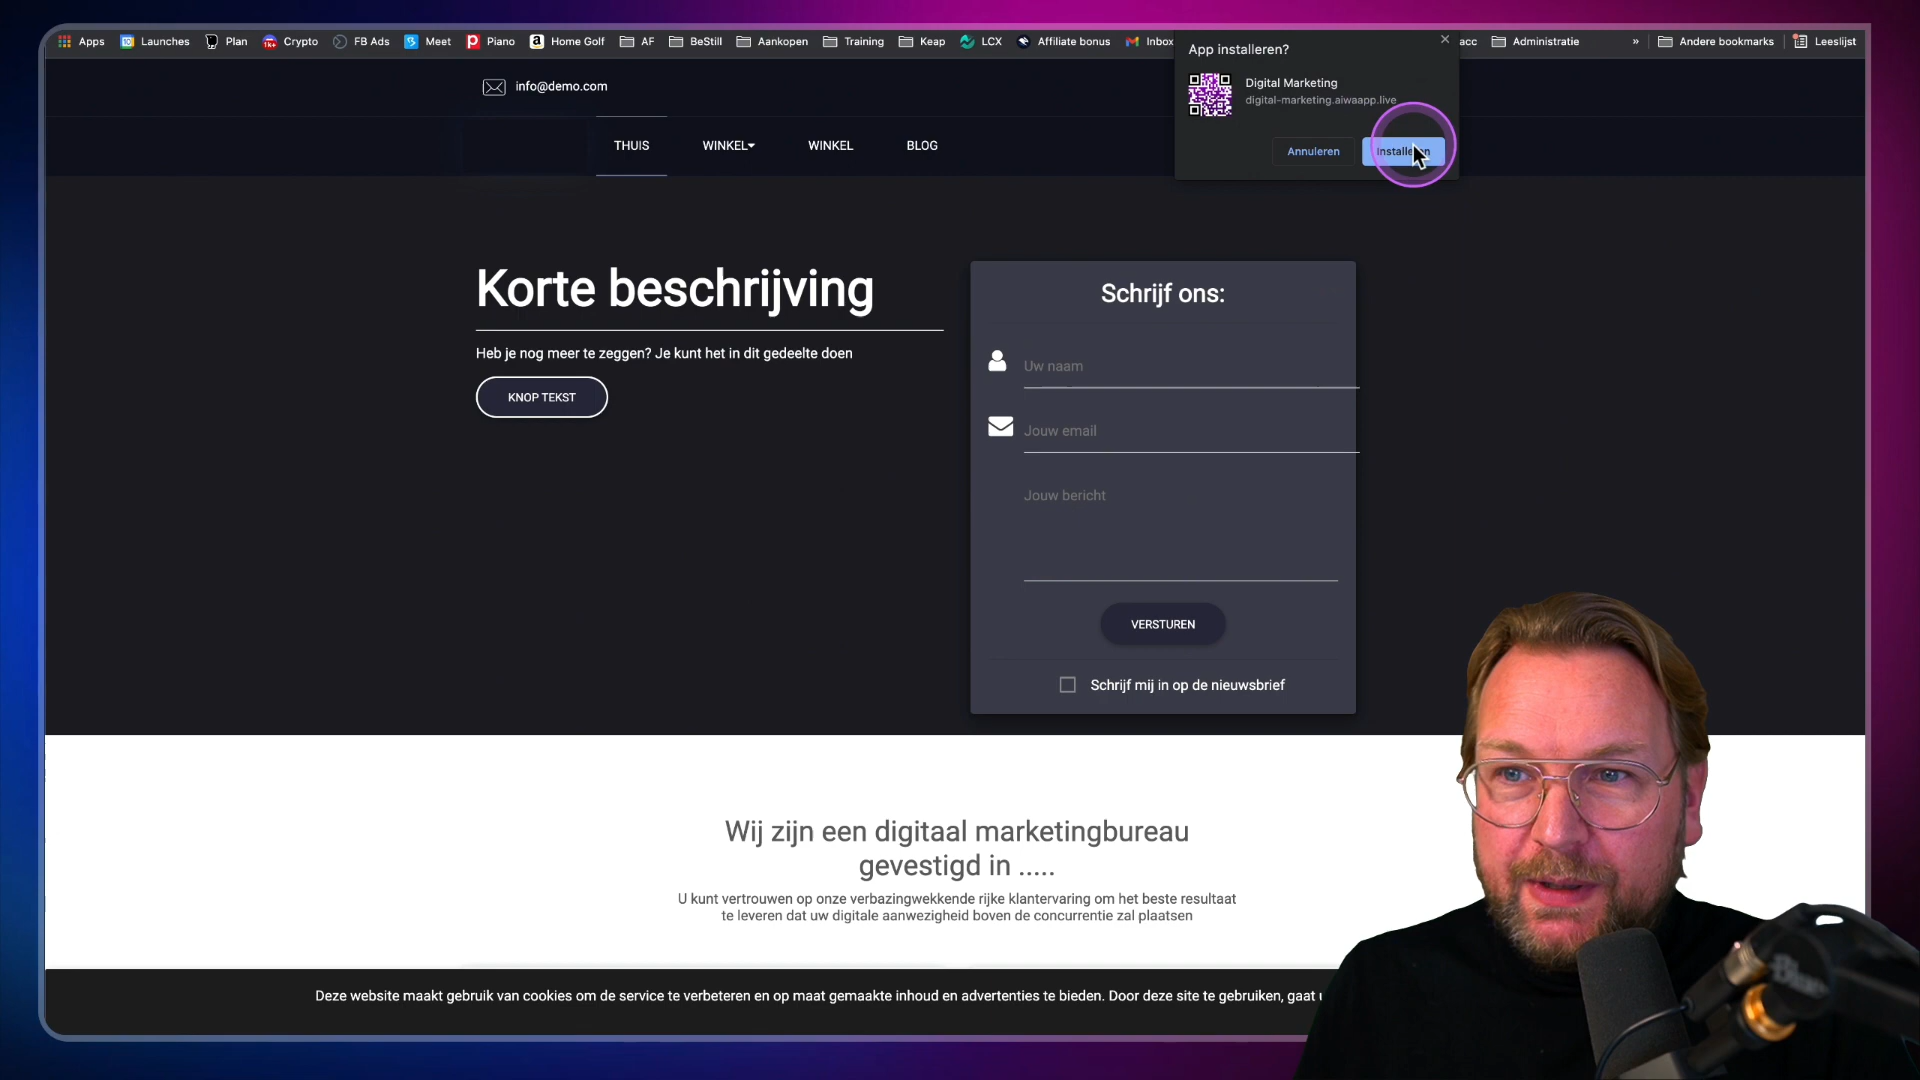 Apps Launches Plan Crypto FB Ads Meet Piano Home Golf AF BeStill Aankopen Training Keap LCX Affiliate bonus Inbox acc Administratie » Andere bookmarks Leeslijst
App installeren?
Digital Marketing
digital-marketing.aiwaapp.live
Annuleren Installeren
info@demo.com
THUIS WINKEL WINKEL BLOG
Korte beschrijving
Heb je nog meer te zeggen? Je kunt het in dit gedeelte doen
KNOP TEKST
Schrijf ons:
Uw naam
Jouw email
Jouw bericht
VERSTUREN
Schrijf mij in op de nieuwsbrief
Wij zijn een digitaal marketingbureau
gevestigd in .....
U kunt vertrouwen op onze verbazingwekkende rijke klantervaring om het beste resultaat
te leveren dat uw digitale aanwezigheid boven de concurrentie zal plaatsen
Deze website maakt gebruik van cookies om de service te verbeteren en op maat gemaakte inhoud en advertenties te bieden. Door deze site te gebruiken, gaat
Blue